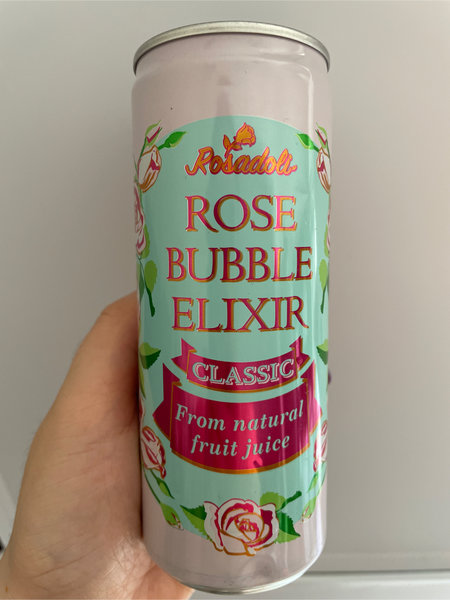 Rosadoli
ROSE
BUBBLE
ELIXIR
CLASSIC
From natural
fruit juice